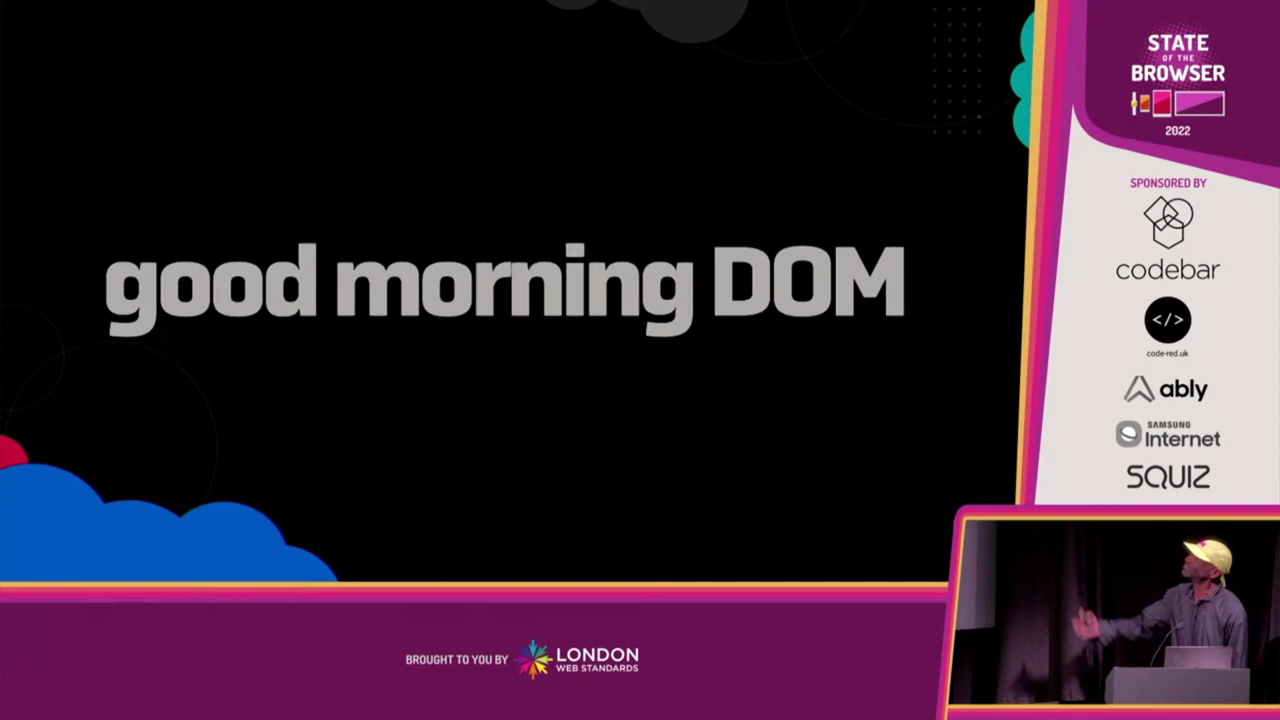 good morning DOM
STATE
OF THE
BROWSER
2022
SPONSORED BY
codebar
</>
code-red.uk
ably
SAMSUNG
Internet
SQUIZ
BROUGHT TO YOU BY
LONDON
WEB STANDARDS